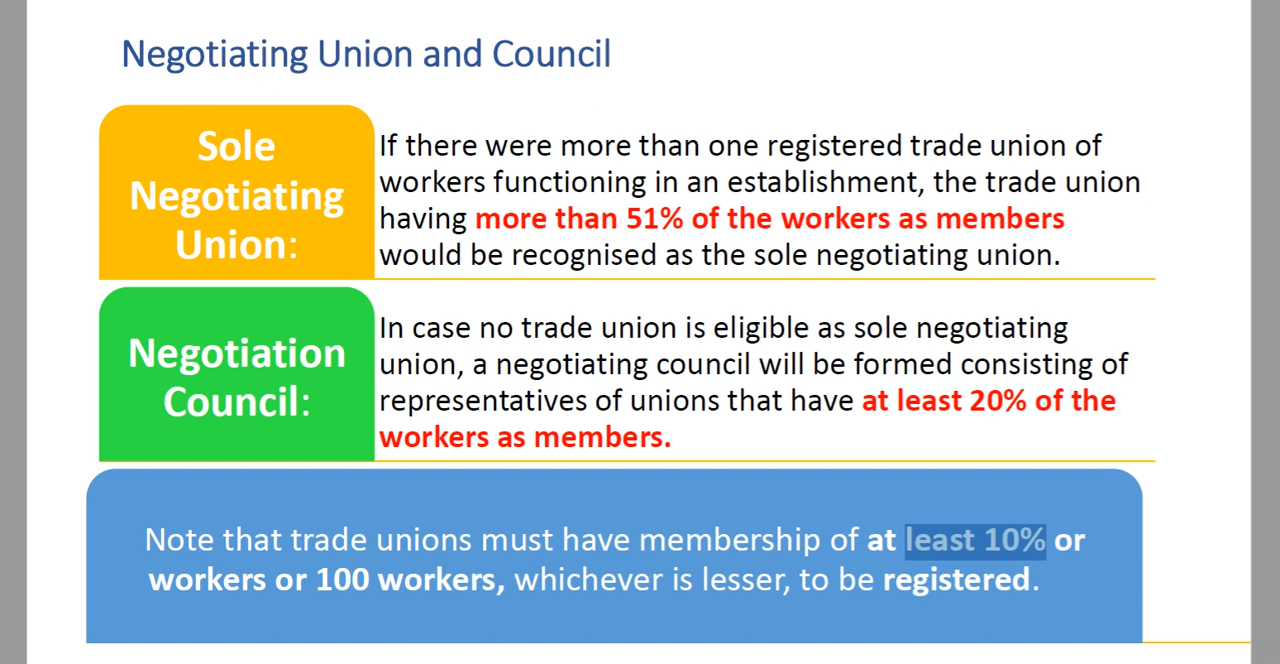 Negotiating Union and Council
Sole
Negotiating
Union:
If there were more than one registered trade union of
workers functioning in an establishment, the trade union
having more than 51% of the workers as members
would be recognised as the sole negotiating union.
Negotiation
Council:
In case no trade union is eligible as sole negotiating
union, a negotiating council will be formed consisting of
representatives of unions that have at least 20% of the
workers as members.
Note that trade unions must have membership of at least 10% or
workers or 100 workers, whichever is lesser, to be registered.